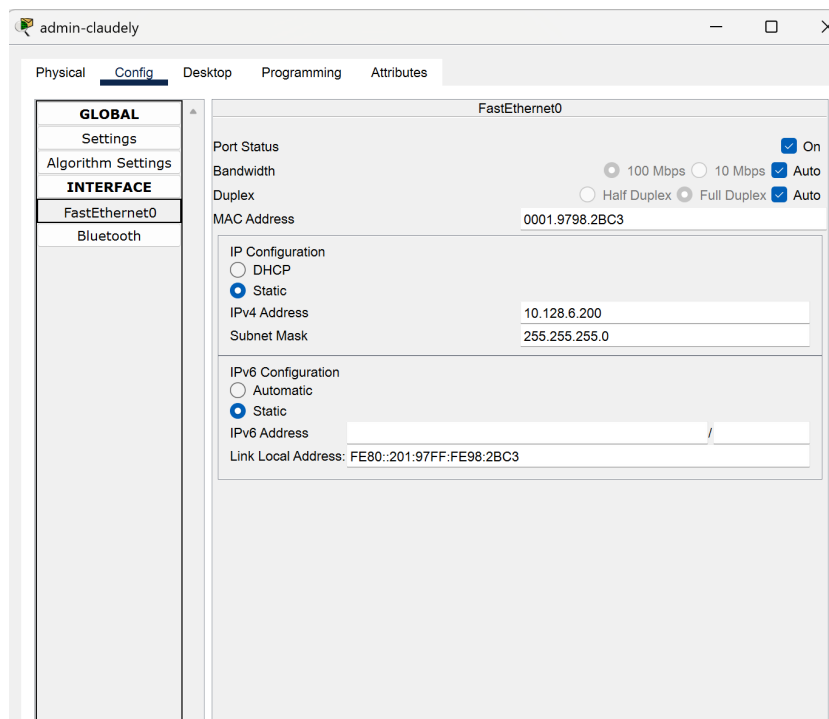 admin-claudely
Physical Config Desktop Programming Attributes
GLOBAL
Settings
Algorithm Settings
INTERFACE
FastEthernet0
Bluetooth
FastEthernet0
Port Status On
Bandwidth 100 Mbps 10 Mbps Auto
Duplex Half Duplex Full Duplex Auto
MAC Address 0001.9798.2BC3
IP Configuration
DHCP
Static
IPv4 Address 10.128.6.200
Subnet Mask 255.255.255.0
IPv6 Configuration
Automatic
Static
IPv6 Address /
Link Local Address: FE80::201:97FF:FE98:2BC3